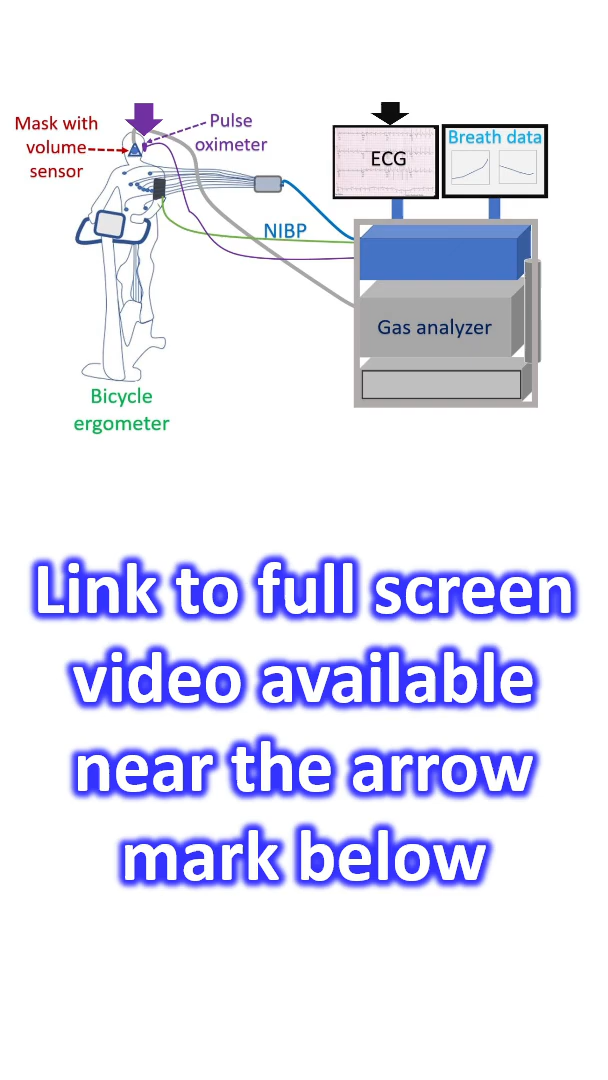 Mask with
volume
sensor
Pulse
oximeter
ECG
Breath data
NIBP
Gas analyzer
Bicycle
ergometer
Link to full screen
video available
near the arrow
mark below